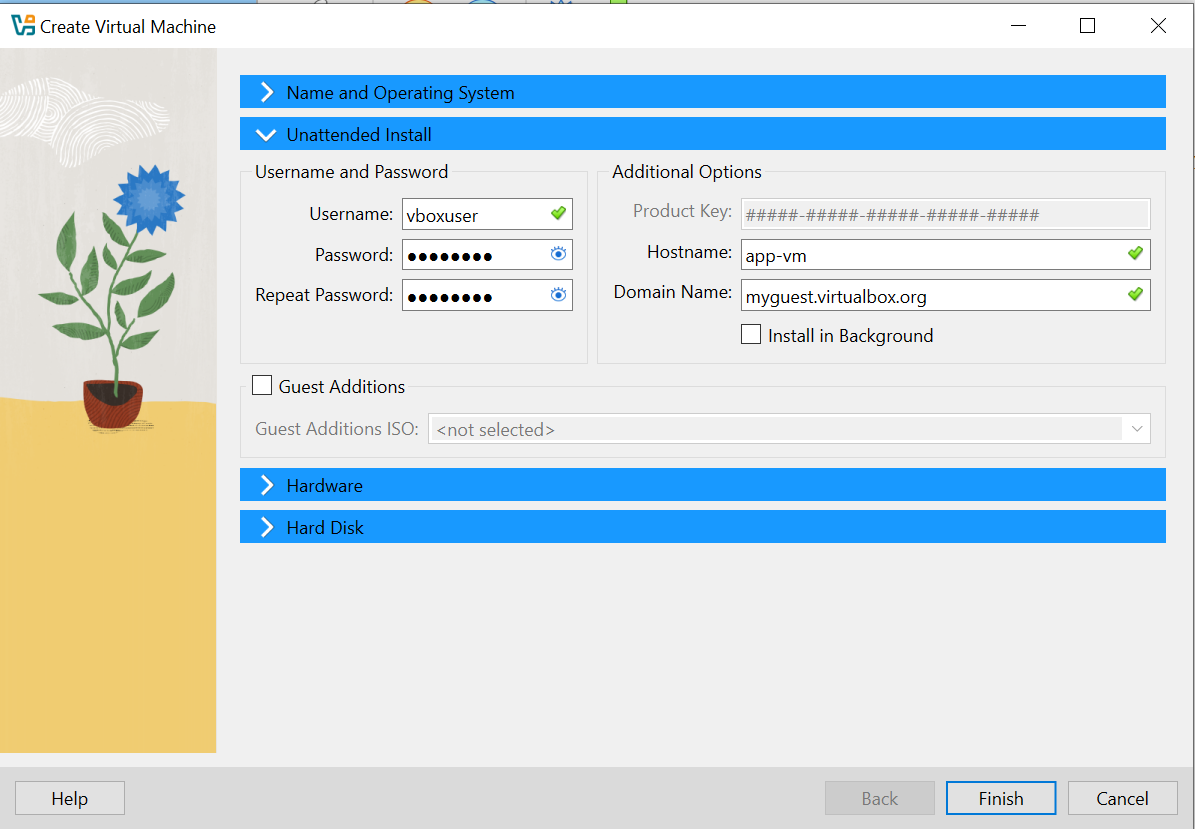 Create Virtual Machine
Name and Operating System
Unattended Install
Username and Password
Username: vboxuser
Password: ●●●●●●●●
Repeat Password: ●●●●●●●●
Additional Options
Product Key: #####-#####-#####-#####-#####
Hostname: app-vm
Domain Name: myguest.virtualbox.org
Install in Background
Guest Additions
Guest Additions ISO: <not selected>
Hardware
Hard Disk
Help
Back
Finish
Cancel